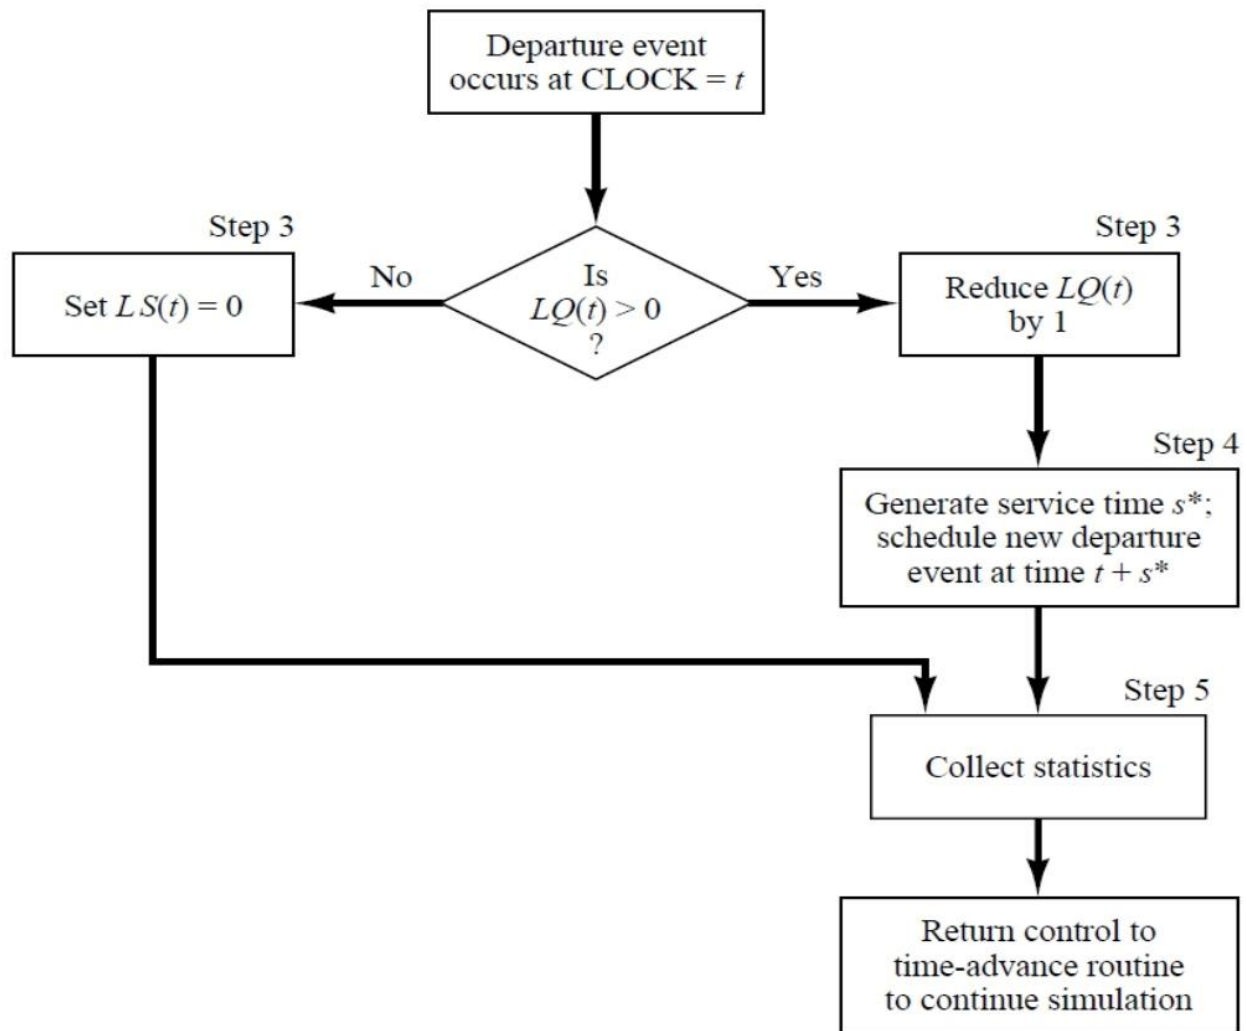 Departure event
occurs at CLOCK = t
Step 3
Step 3
Set LS(t) = 0
No
Is
LQ(t) > 0
?
Yes
Reduce LQ(t)
by 1
Step 4
Generate service time s*;
schedule new departure
event at time t + s*
Step 5
Collect statistics
Return control to
time-advance routine
to continue simulation